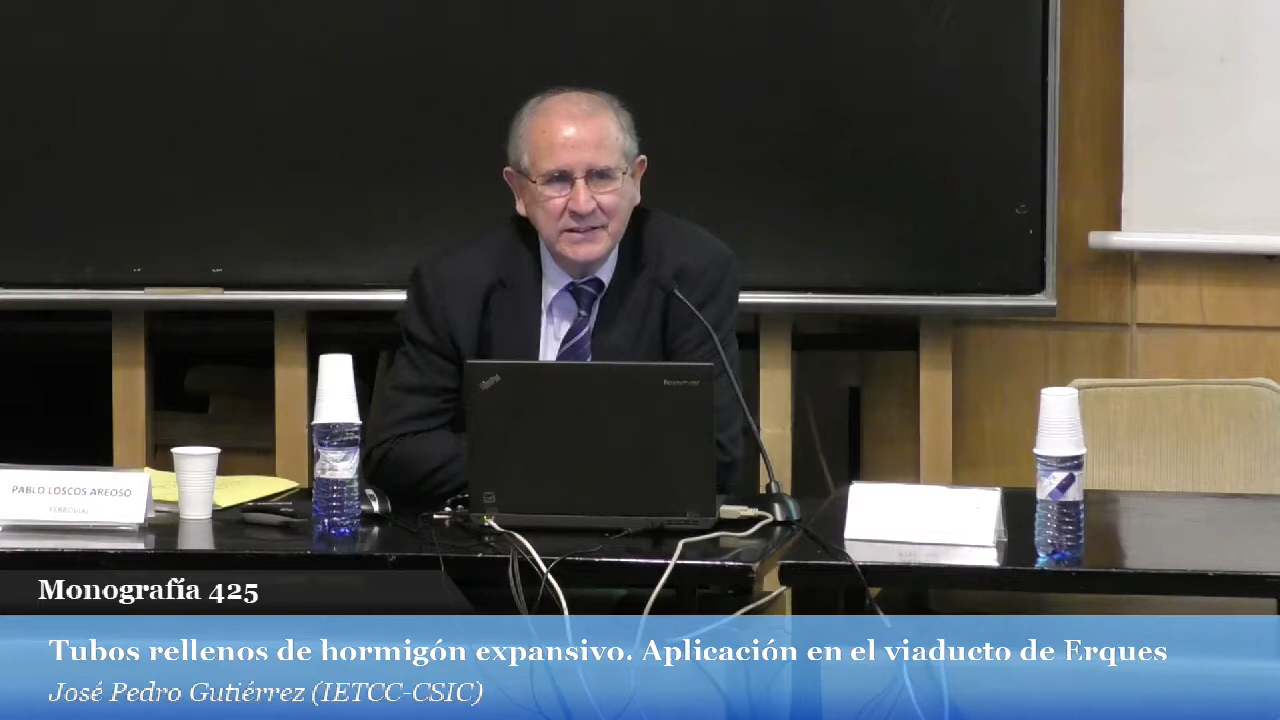 ThinkPad
PABLO LOSCOS AREOSO
FERROVIAL
Monografía 425
Tubos rellenos de hormigón expansivo. Aplicación en el viaducto de Erques
José Pedro Gutiérrez (IETCC-CSIC)